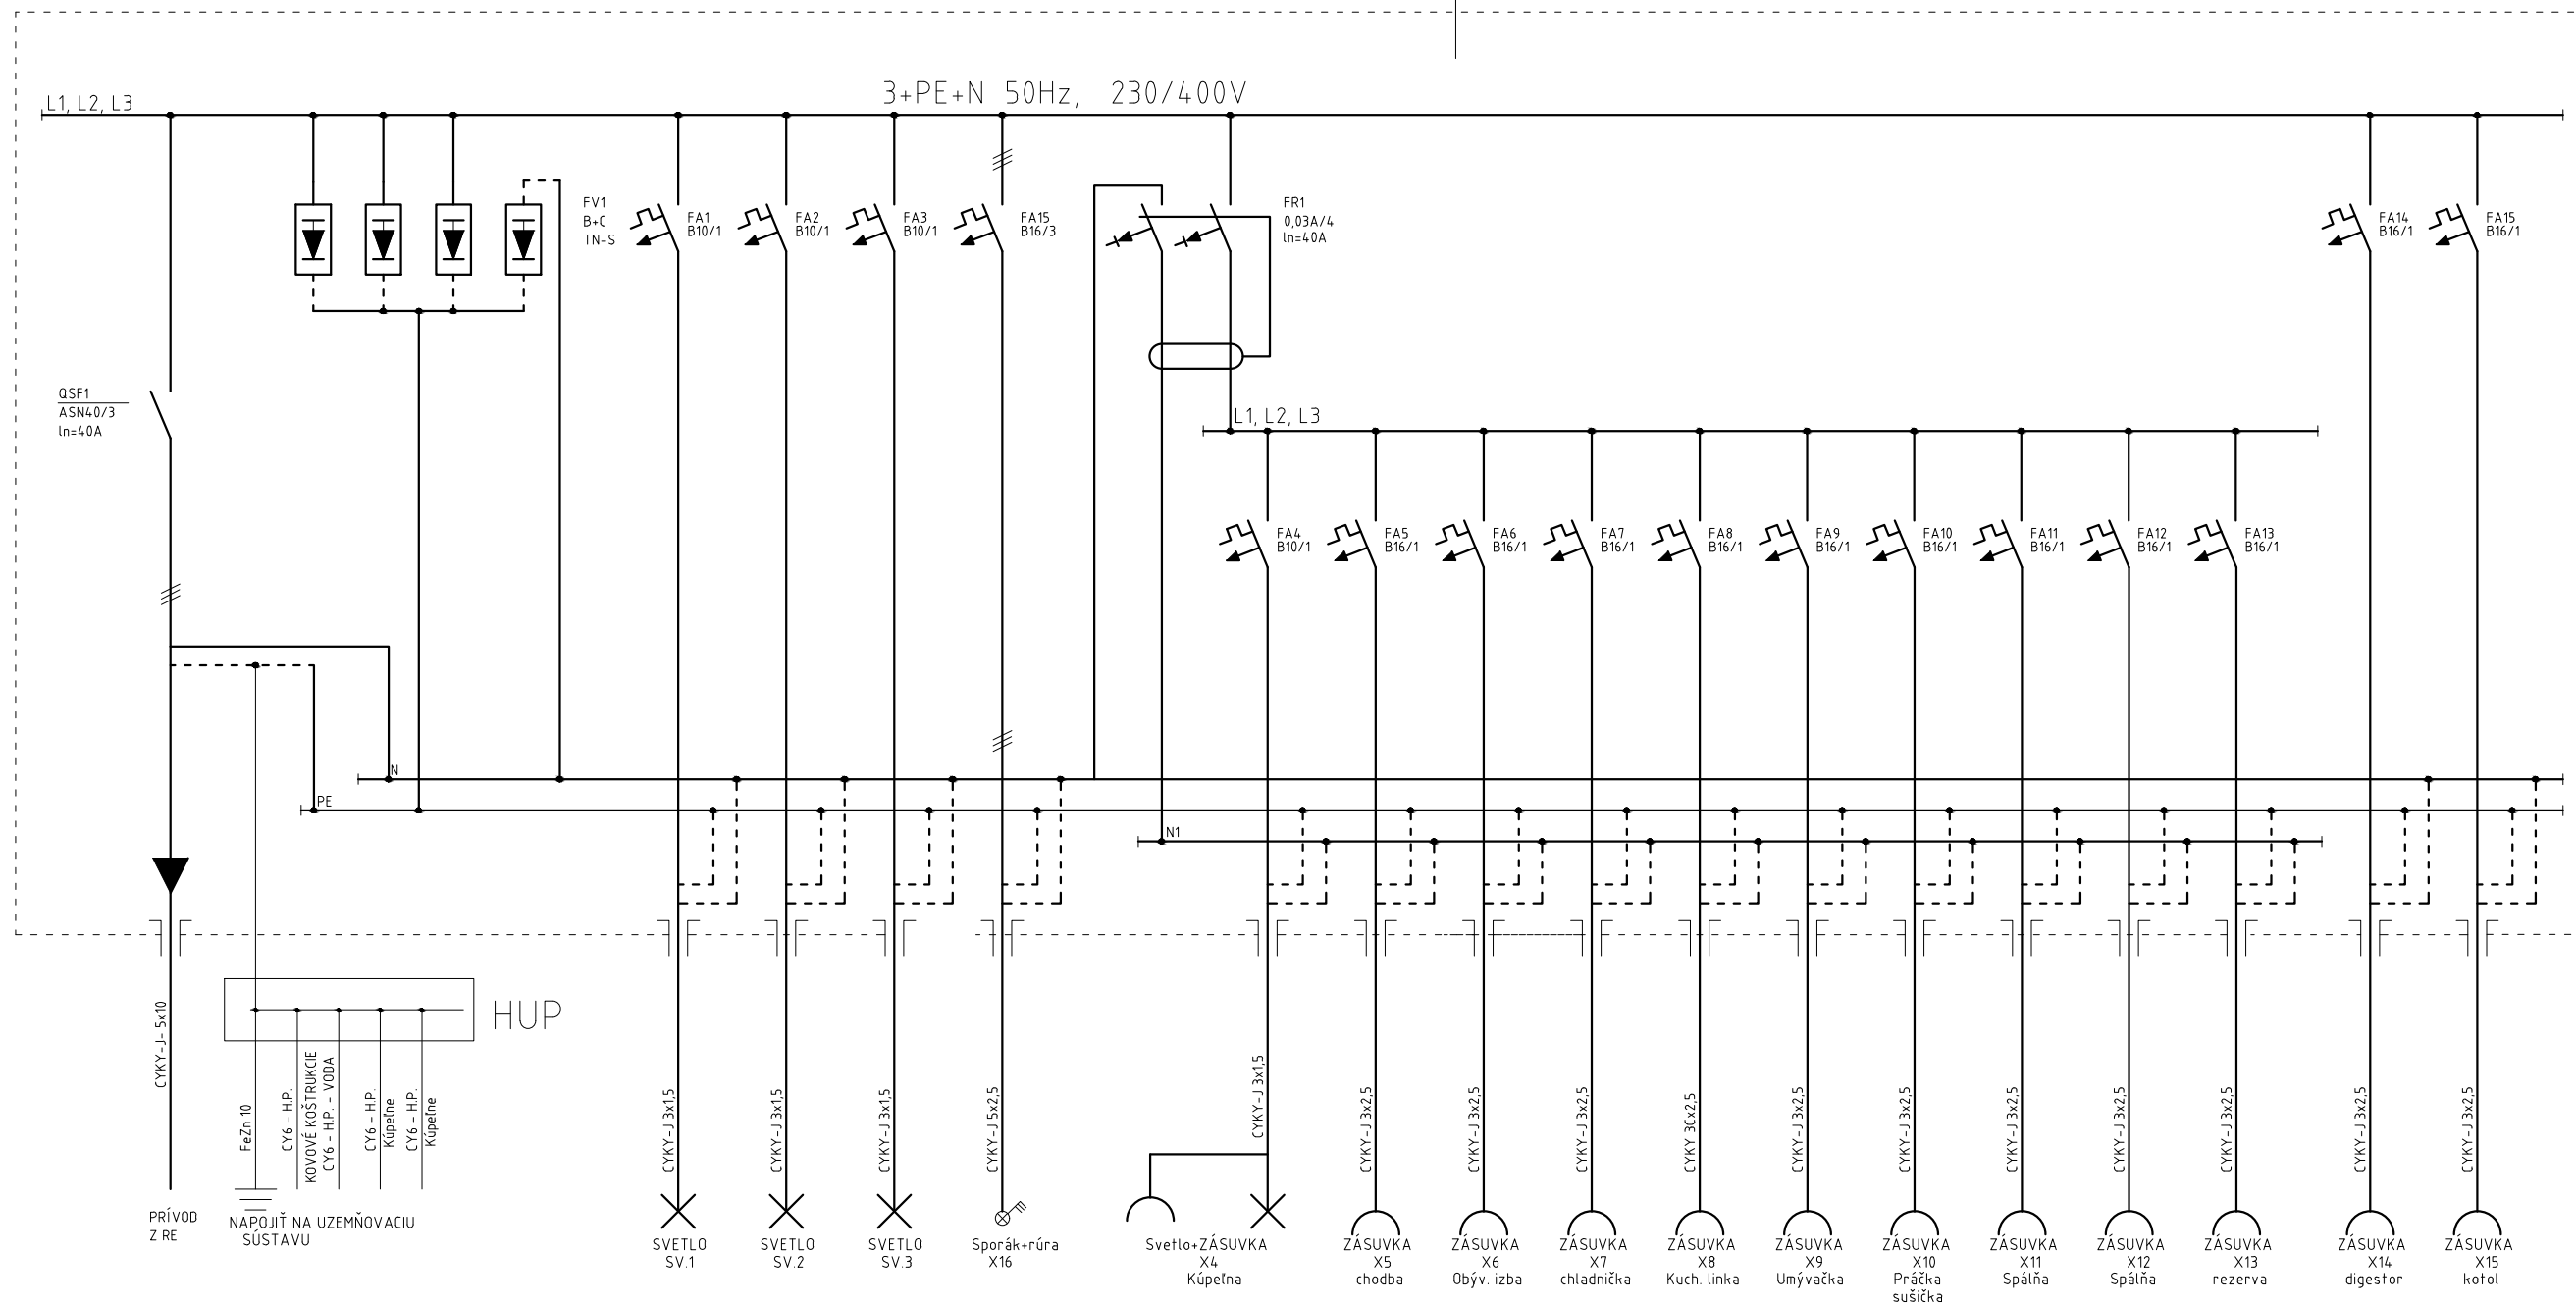 3+PE+N 50Hz, 230/400V
L1, L2, L3
QSF1
ASN40/3
In=40A
FV1
B+C
TN-S
FA1
B10/1
FA2
B10/1
FA3
B10/1
FA15
B16/3
FR1
0,03A/4
In=40A
FA14
B16/1
FA15
B16/1
L1, L2, L3
FA4
B10/1
FA5
B16/1
FA6
B16/1
FA7
B16/1
FA8
B16/1
FA9
B16/1
FA10
B16/1
FA11
B16/1
FA12
B16/1
FA13
B16/1
N
PE
N1
HUP
CYKY-J- 5x10
FeZn 10
CY6 - H.P.
KOVOVÉ KOŠTRUKCIE
CY6 - H.P. - VODA
CY6 - H.P.
Kúpeľne
CY6 - H.P.
Kúpeľne
CYKY-J 3x1,5
CYKY-J 3x1,5
CYKY-J 3x1,5
CYKY-J 5x2,5
CYKY-J 3x1,5
CYKY-J 3x2,5
CYKY-J 3x2,5
CYKY-J 3x2,5
CYKY 3Cx2,5
CYKY-J 3x2,5
CYKY-J 3x2,5
CYKY-J 3x2,5
CYKY-J 3x2,5
CYKY-J 3x2,5
CYKY-J 3x2,5
CYKY-J 3x2,5
PRÍVOD
Z RE
NAPOJIŤ NA UZEMŇOVACIU
SÚSTAVU
SVETLO
SV.1
SVETLO
SV.2
SVETLO
SV.3
Sporák+rúra
X16
Svetlo+ZÁSUVKA
X4
Kúpeľna
ZÁSUVKA
X5
chodba
ZÁSUVKA
X6
Obýv. izba
ZÁSUVKA
X7
chladnička
ZÁSUVKA
X8
Kuch. linka
ZÁSUVKA
X9
Umývačka
ZÁSUVKA
X10
Práčka
sušička
ZÁSUVKA
X11
Spálňa
ZÁSUVKA
X12
Spálňa
ZÁSUVKA
X13
rezerva
ZÁSUVKA
X14
digestor
ZÁSUVKA
X15
kotol